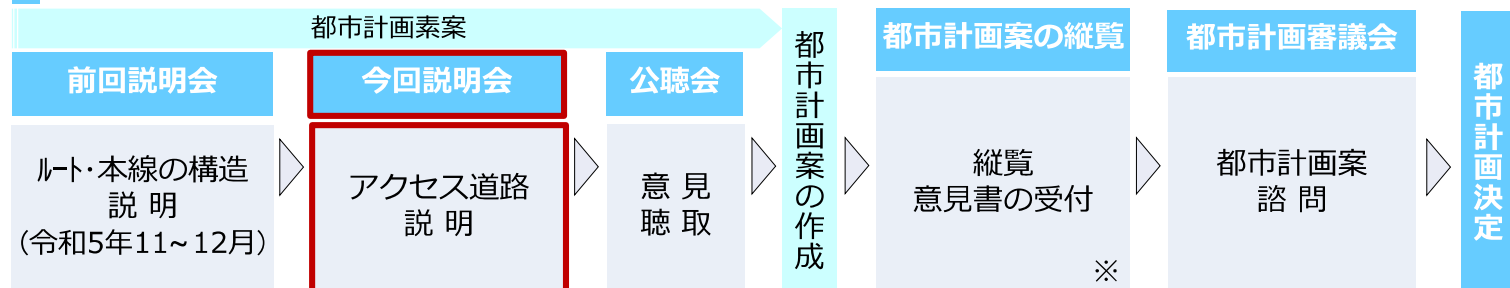 都市計画素案
前回説明会
ルート・本線の構造
説 明
（令和5年11~12月）
今回説明会
アクセス道路
説 明
公聴会
意 見
聴 取
都市計画案の作成
都市計画案の縦覧
縦覧
意見書の受付
※
都市計画審議会
都市計画案
諮 問
都市計画決定